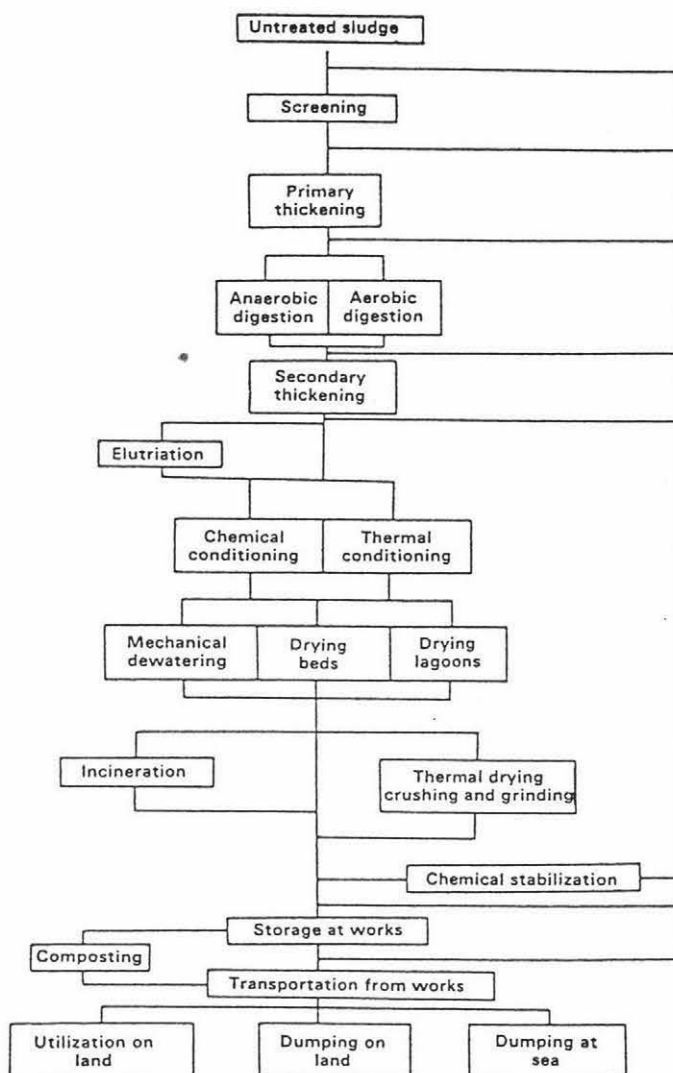 Untreated sludge
Screening
Primary
thickening
Anaerobic
digestion
Aerobic
digestion
Secondary
thickening
Elutriation
Chemical
conditioning
Thermal
conditioning
Mechanical
dewatering
Drying
beds
Drying
lagoons
Incineration
Thermal drying
crushing and grinding
Chemical stabilization
Storage at works
Composting
Transportation from works
Utilization on
land
Dumping on
land
Dumping at
sea